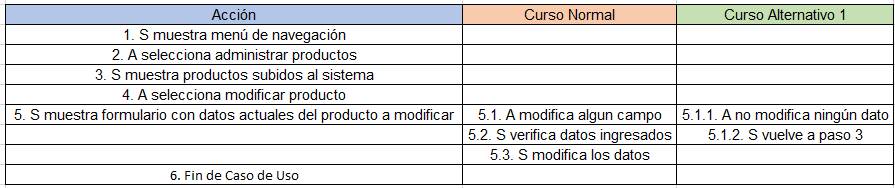 Acción Curso Normal Curso Alternativo 1
1. S muestra menú de navegación
2. A selecciona administrar productos
3. S muestra productos subidos al sistema
4. A selecciona modificar producto
5. S muestra formulario con datos actuales del producto a modificar 5.1. A modifica algun campo 5.1.1. A no modifica ningún dato
5.2. S verifica datos ingresados 5.1.2. S vuelve a paso 3
5.3. S modifica los datos
6. Fin de Caso de Uso